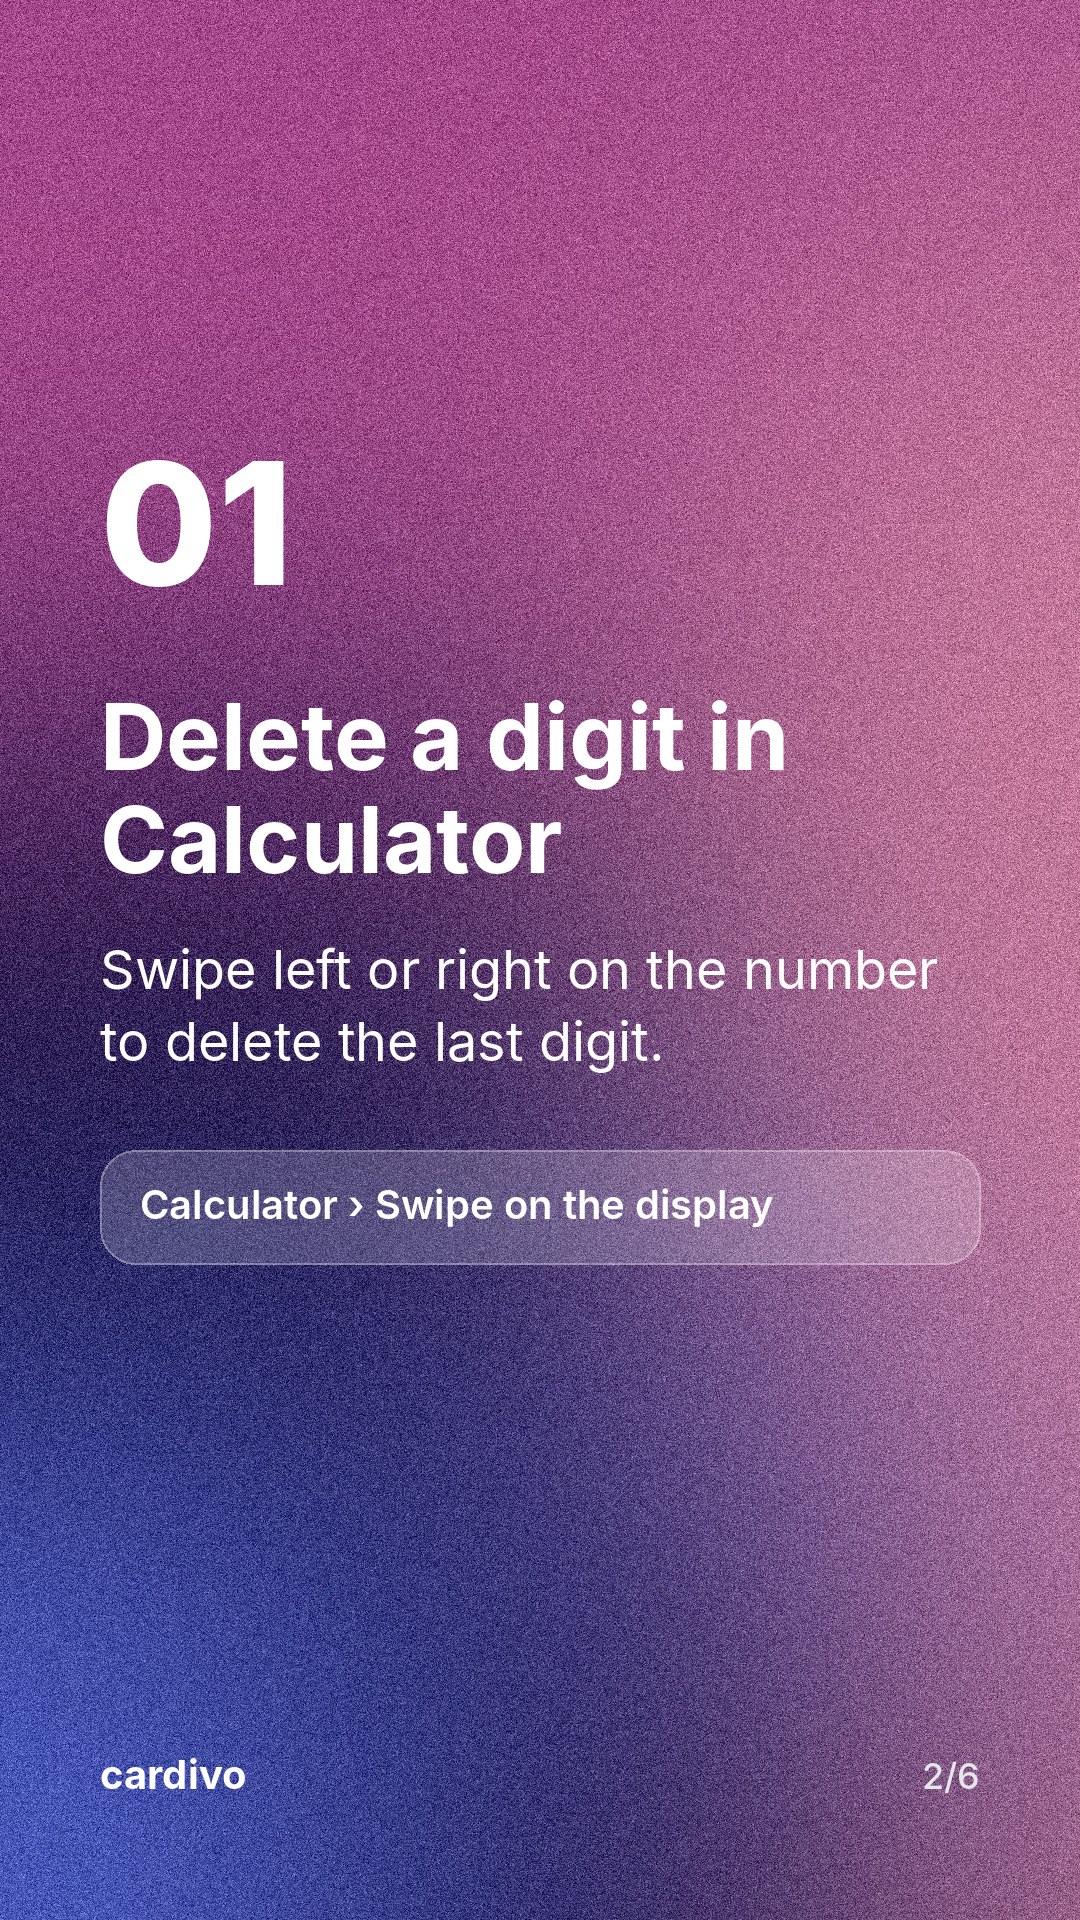 01
Delete a digit in
Calculator
Swipe left or right on the number
to delete the last digit.
Calculator › Swipe on the display
cardivo
2/6